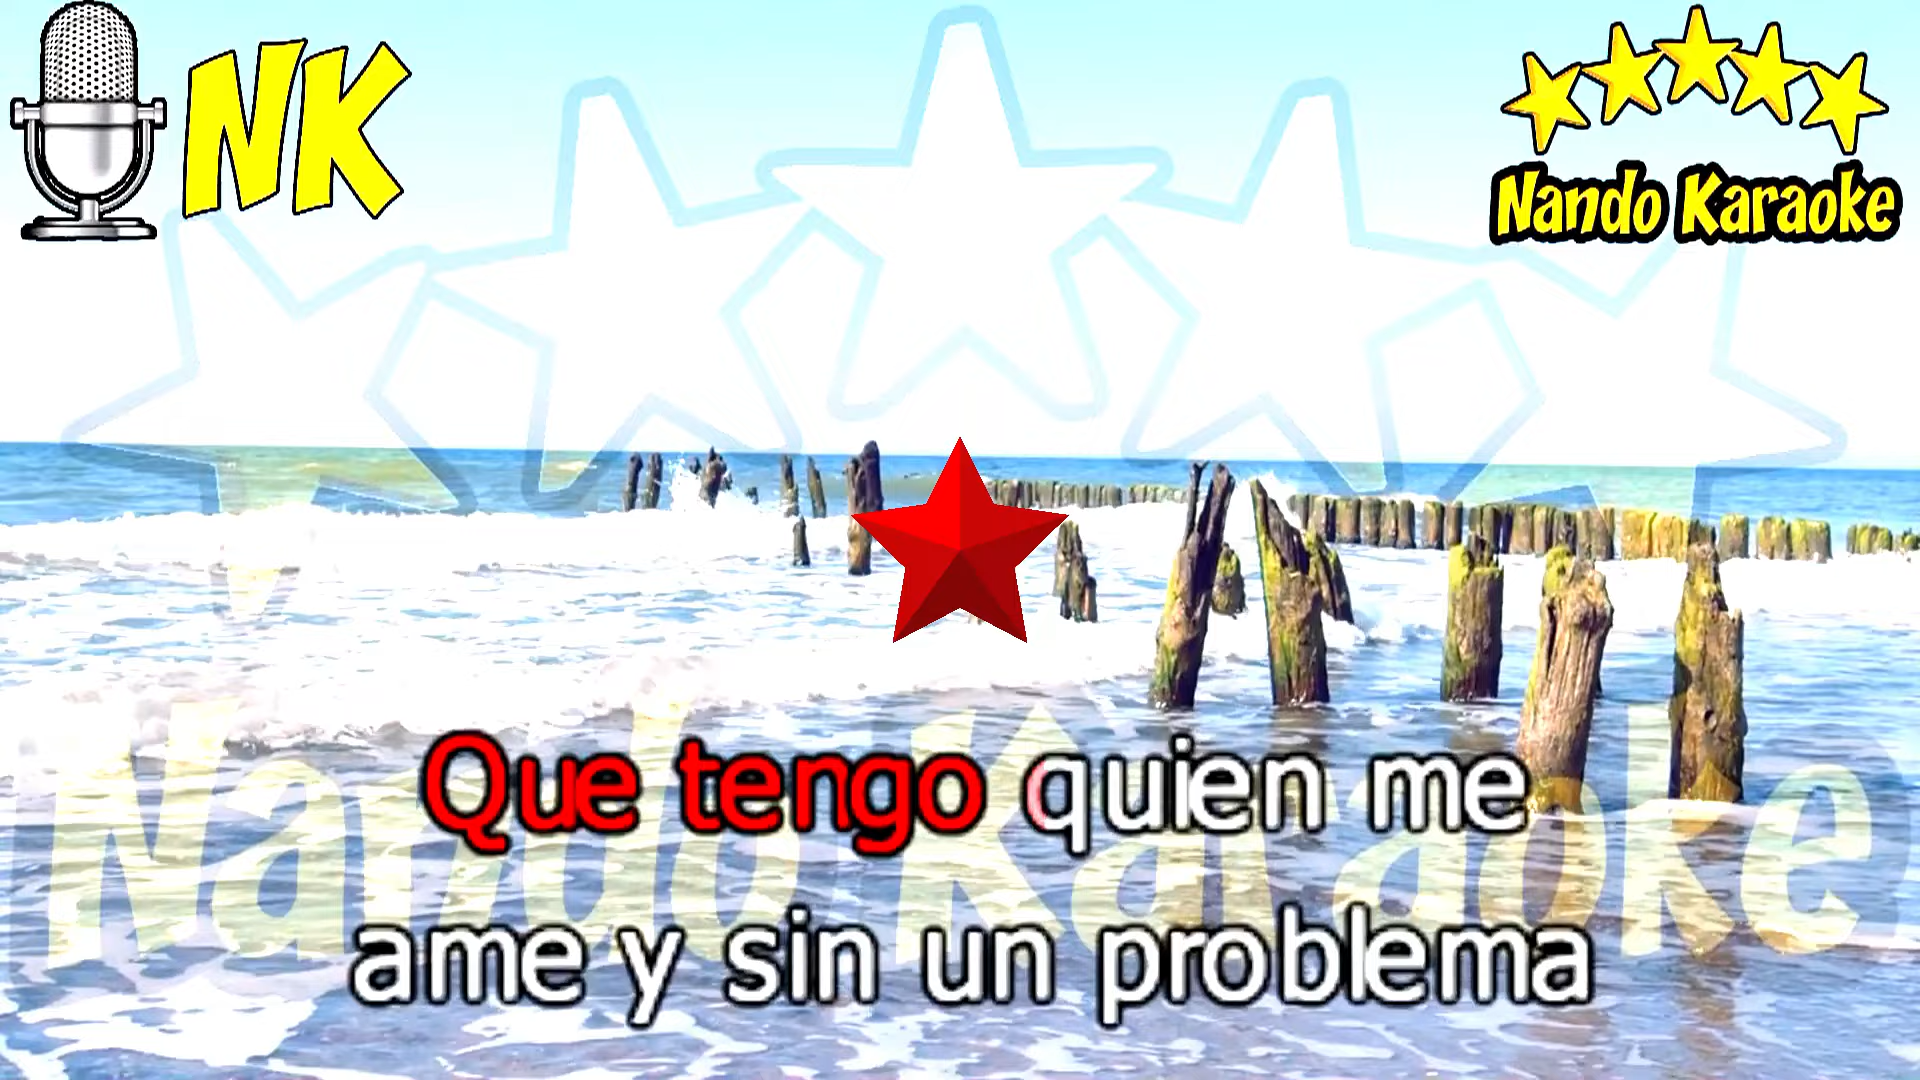 NK
Nando Karaoke
Nando Karaoke
Que tengo quien me
ame y sin un problema